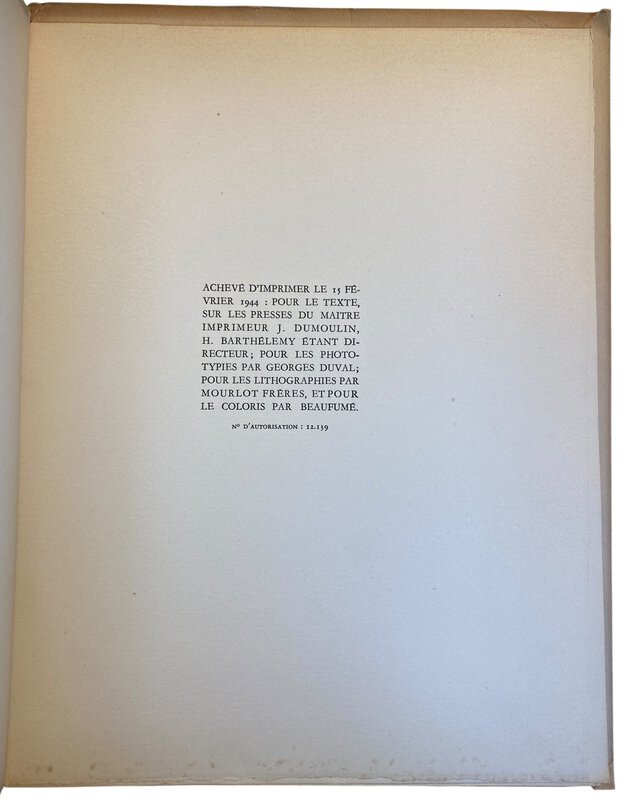 ACHEVÉ D'IMPRIMER LE 15 FÉ-
VRIER 1944 : POUR LE TEXTE,
SUR LES PRESSES DU MAITRE
IMPRIMEUR J. DUMOULIN,
H. BARTHÉLEMY ÉTANT DI-
RECTEUR; POUR LES PHOTO-
TYPIES PAR GEORGES DUVAL;
POUR LES LITHOGRAPHIES PAR
MOURLOT FRÈRES, ET POUR
LE COLORIS PAR BEAUFUMÉ.
Nº D'AUTORISATION : 12.139